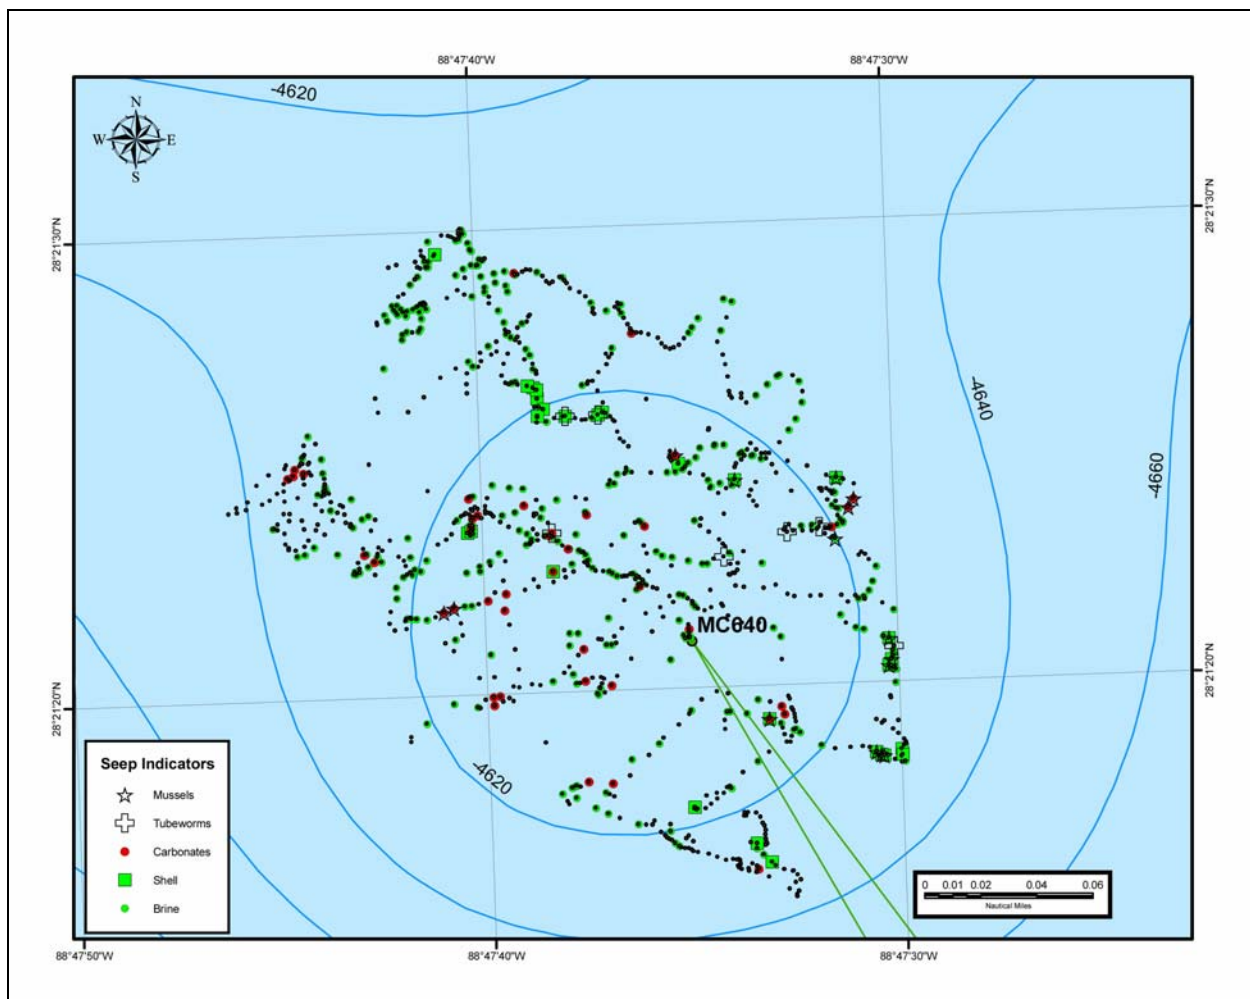 88°47'40"W 88°47'30"W
-4620
N
W E
S
28°21'30"N
28°21'30"N
-4640
-4660
MC640
28°21'20"N
28°21'20"N
-4620
Seep Indicators
Mussels
Tubeworms
Carbonates
Shell
Brine
0 0.01 0.02 0.04 0.06
Nautical Miles
88°47'50"W 88°47'40"W 88°47'30"W